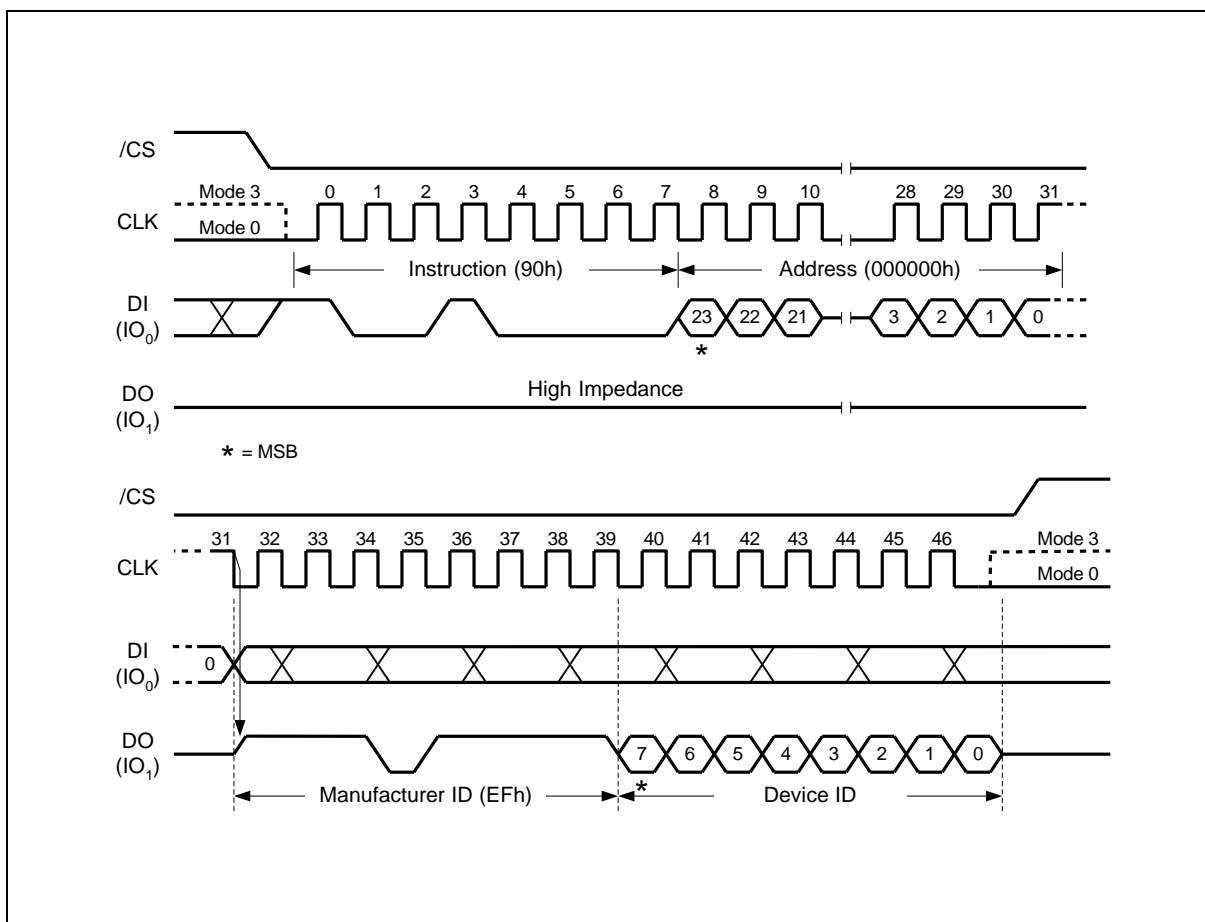 /CS
Mode 3 0 1 2 3 4 5 6 7 8 9 10 28 29 30 31
CLK
Mode 0
Instruction (90h) Address (000000h)
DI
(IO0) 23 22 21 3 2 1 0
*
High Impedance
DO
(IO1)
* = MSB
/CS
31 32 33 34 35 36 37 38 39 40 41 42 43 44 45 46 Mode 3
CLK
Mode 0
DI
(IO0) 0
DO
(IO1) 7 6 5 4 3 2 1 0
*
Manufacturer ID (EFh) Device ID